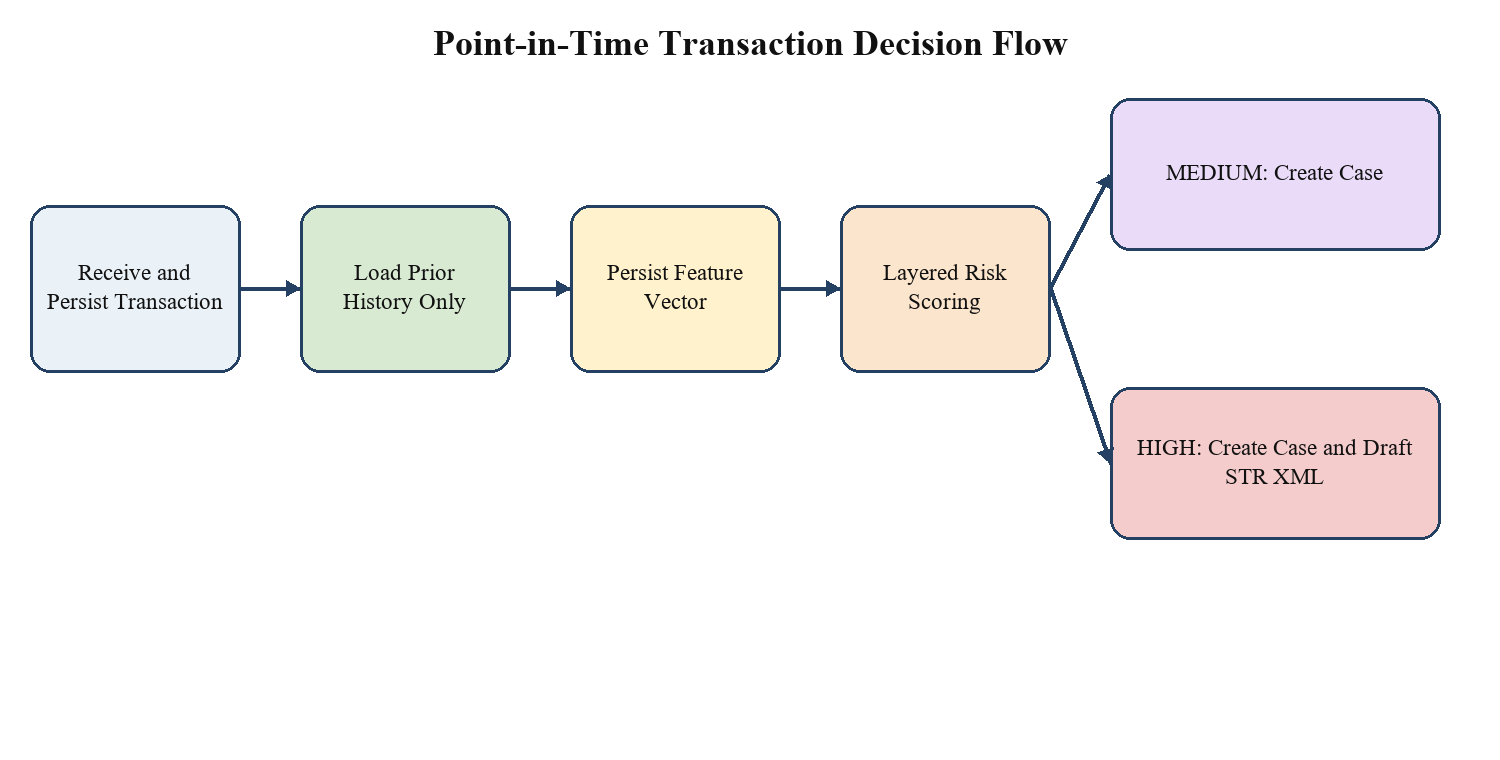 Point-in-Time Transaction Decision Flow
Receive and
Persist Transaction
Load Prior
History Only
Persist Feature
Vector
Layered Risk
Scoring
MEDIUM: Create Case
HIGH: Create Case and Draft
STR XML